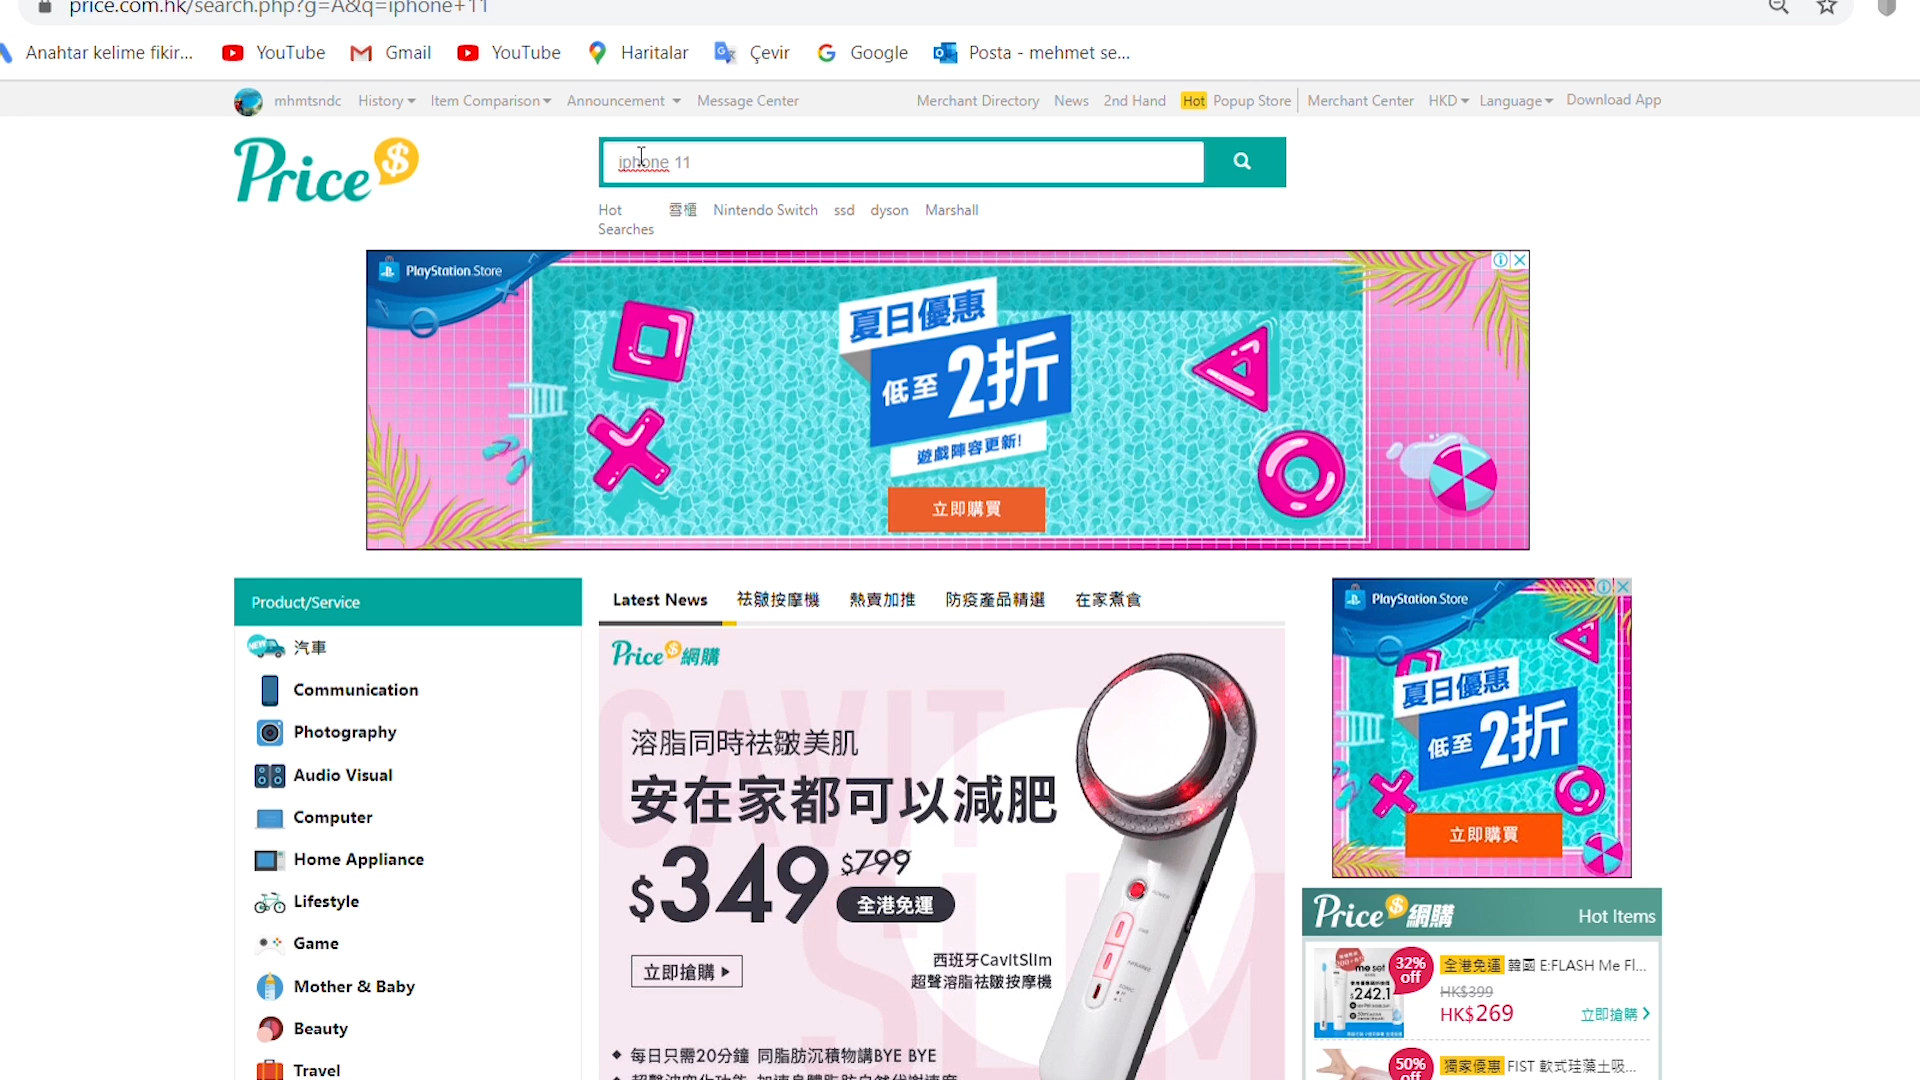 price.com.hk/search.php?g=A&q=iphone+11
Anahtar kelime fikir... YouTube Gmail YouTube Haritalar Çevir Google Posta - mehmet se...
mhmtsndc History Item Comparison Announcement Message Center Merchant Directory News 2nd Hand Hot Popup Store Merchant Center HKD Language Download App
Price $
iphone 11
Hot Searches 雪櫃 Nintendo Switch ssd dyson Marshall
PlayStation.Store
夏日優惠
低至 2折
遊戲陣容更新!
立即購買
Product/Service
汽車
Communication
Photography
Audio Visual
Computer
Home Appliance
Lifestyle
Game
Mother & Baby
Beauty
Travel
Latest News 袪皺按摩機 熱賣加推 防疫產品精選 在家煮食
Price $ 網購
CAVIT
SLIM
溶脂同時祛皺美肌
安在家都可以減肥
$349 $799
全港免運
立即搶購
西班牙CavItSlIm
超聲溶脂祛皺按摩機
每日只需20分鐘 同脂肪沉積物講BYE BYE
PlayStation.Store
夏日優惠
低至 2折
立即購買
Price $ 網購 Hot Items
32% off
全港免運 韓國 E:FLASH Me Fl...
HK$399
HK$269 立即搶購
me set
$242.1
50% off
獨家優惠 FIST 軟式珪藻土吸...